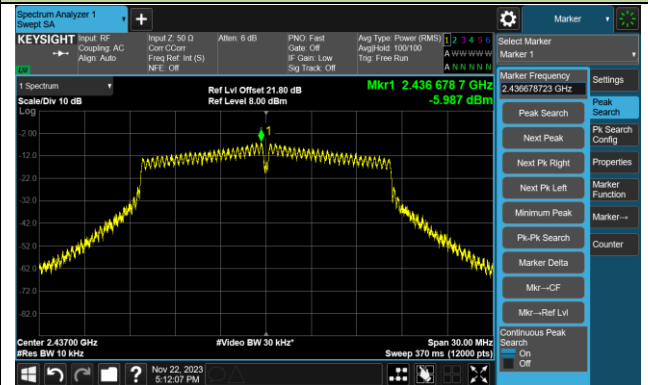 Spectrum Analyzer 1
Swept SA
Marker
KEYSIGHT Input: RF
Coupling: AC
Align: Auto
Input Z: 50 Ω
Corr CCorr
Freq Ref: Int (S)
NFE: Off
Atten: 6 dB
PNO: Fast
Gate: Off
IF Gain: Low
Sig Track: Off
Avg Type: Power (RMS)
Avg|Hold: 100/100
Trig: Free Run
1 2 3 4 5 6
A W W W W W
A N N N N N
LW
Select Marker
Marker 1
1 Spectrum
Scale/Div 10 dB
Log
Ref Lvl Offset 21.80 dB
Ref Level 8.00 dBm
Mkr1 2.436 678 7 GHz
-5.987 dBm
Marker Frequency
2.436678723 GHz
Settings
Peak Search
Peak
Search
Next Peak
Pk Search
Config
Next Pk Right
Properties
Next Pk Left
Marker
Function
Minimum Peak
Marker→
Pk-Pk Search
Counter
Marker Delta
Mkr→CF
Mkr→Ref Lvl
Continuous Peak
Search
On
Off
1
-2.00
-12.0
-22.0
-32.0
-42.0
-52.0
-62.0
-72.0
-82.0
Center 2.43700 GHz
#Res BW 10 kHz
#Video BW 30 kHz*
Span 30.00 MHz
Sweep 370 ms (12000 pts)
Nov 22, 2023
5:12:07 PM